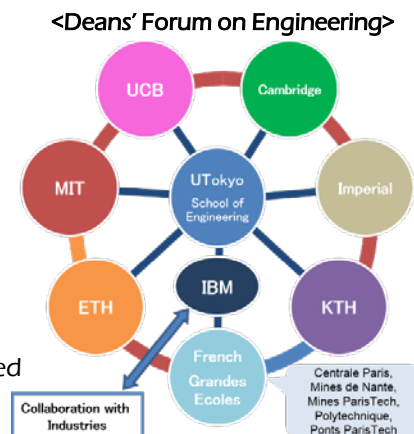 <Deans' Forum on Engineering>
UCB
Cambridge
MIT
UTokyo
School of
Engineering
Imperial
ETH
IBM
KTH
French
Grandes
Ecoles
ed
Collaboration with
Industries
Centrale Paris,
Mines de Nante,
Mines ParisTech,
Polytechnique,
Ponts ParisTech